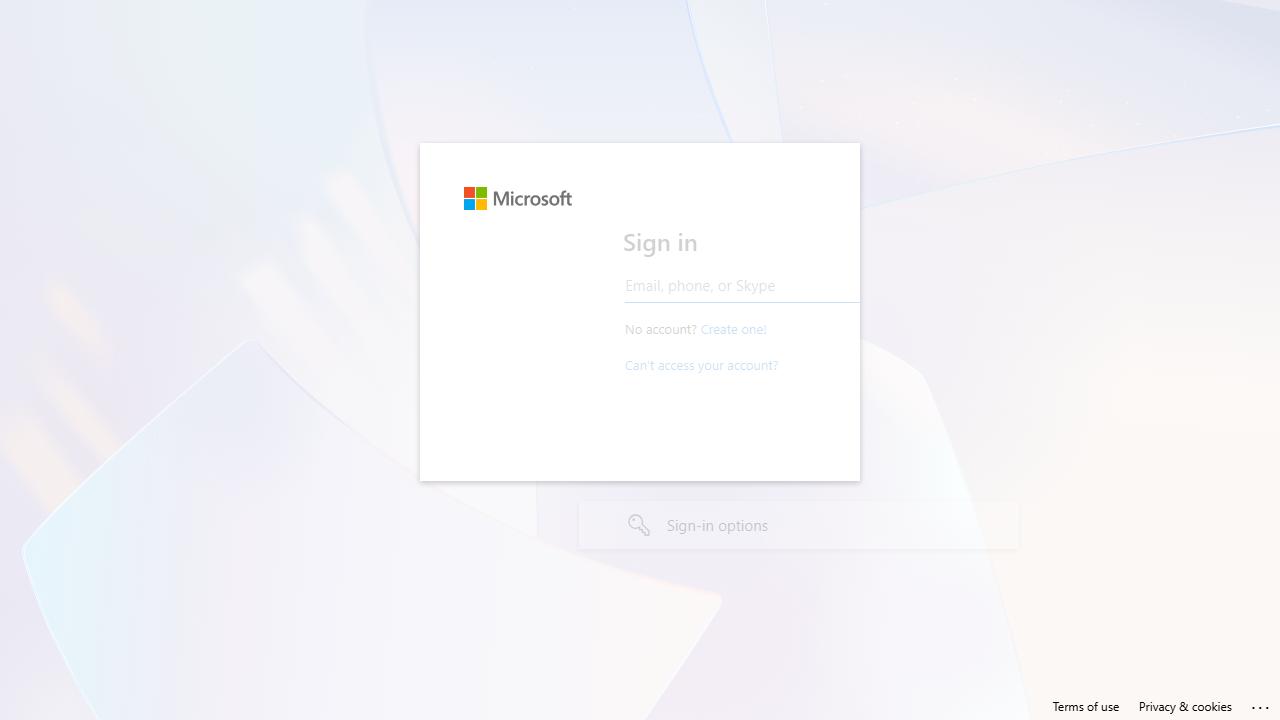 Microsoft
Sign in
Email, phone, or Skype
No account? Create one!
Can't access your account?
Sign-in options
Terms of use Privacy & cookies ...